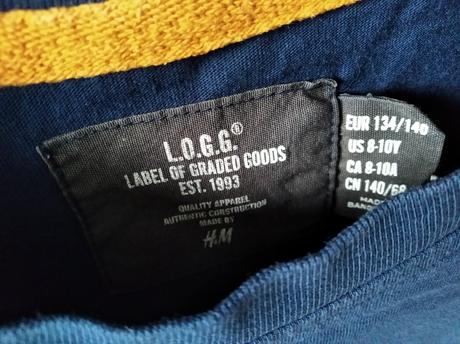 L.O.G.G.®
LABEL OF GRADED GOODS
EST. 1993
QUALITY APPAREL
AUTHENTIC CONSTRUCTION
MADE BY
H&M
EUR 134/140
US 8-10Y
CA 8-10A
CN 140/68
MADE